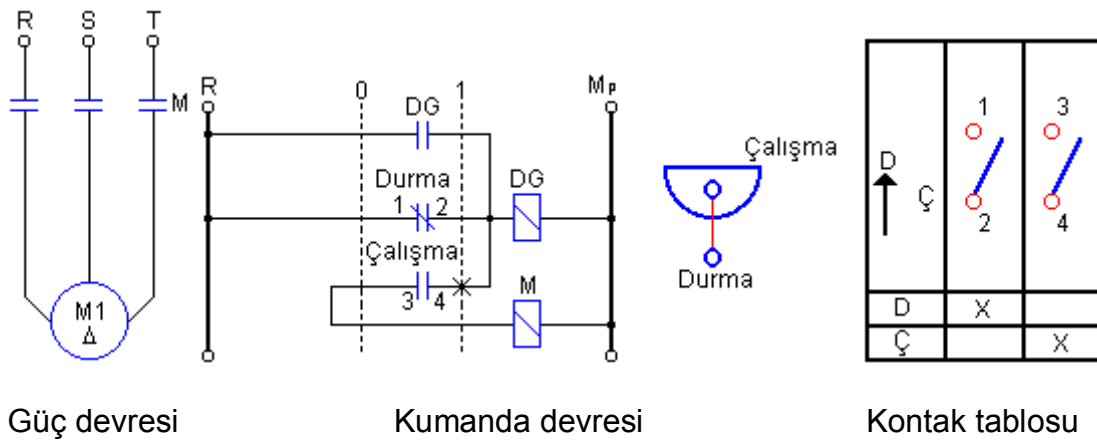 R S T
M
M1
Δ
R
0 1
Mp
DG
Durma
1 2
DG
Çalışma
3 4
M
Çalışma
Durma
D
Ç
1 3
2 4
D X
Ç X
Güç devresi Kumanda devresi Kontak tablosu